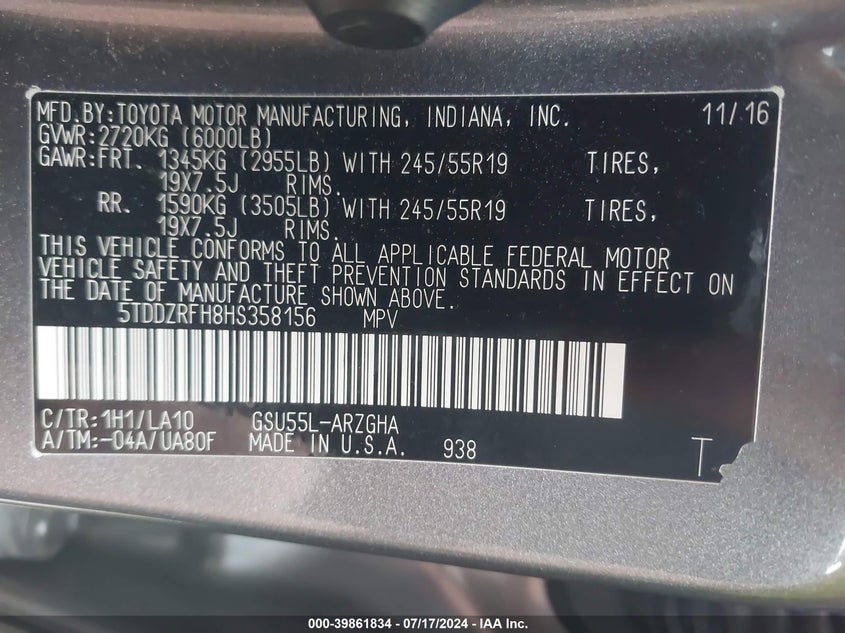 MFD.BY:TOYOTA MOTOR MANUFACTURING, INDIANA, INC. 11/16
GVWR:2720KG (6000LB)
GAWR:FRT. 1345KG (2955LB) WITH 245/55R19 TIRES,
19X7.5J RIMS.
RR. 1590KG (3505LB) WITH 245/55R19 TIRES,
19X7.5J RIMS.
THIS VEHICLE CONFORMS TO ALL APPLICABLE FEDERAL MOTOR
VEHICLE SAFETY AND THEFT PREVENTION STANDARDS IN EFFECT ON
THE DATE OF MANUFACTURE SHOWN ABOVE.
5TDDZRFH8HS358156 MPV
C/TR:1H1/LA10 GSU55L-ARZGHA
A/TM:-04A/UA80F MADE IN U.S.A. 938 T
000-39861834 / 07/17/2024 / IAA Inc.